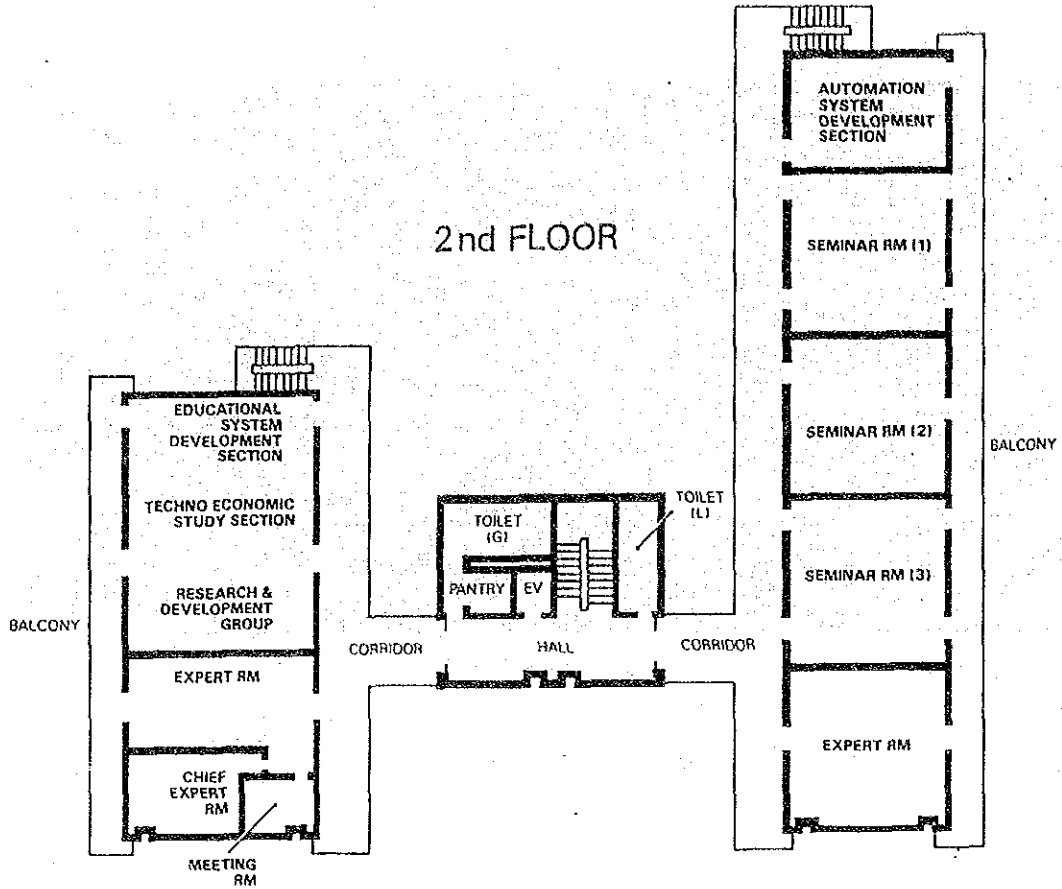 AUTOMATION
SYSTEM
DEVELOPMENT
SECTION
2nd FLOOR
SEMINAR RM (1)
EDUCATIONAL
SYSTEM
DEVELOPMENT
SECTION
SEMINAR RM (2)
BALCONY
TECHNO ECONOMIC
STUDY SECTION
TOILET
(G)
TOILET
(L)
PANTRY
EV
SEMINAR RM (3)
RESEARCH &
DEVELOPMENT
GROUP
BALCONY
CORRIDOR
HALL
CORRIDOR
EXPERT RM
EXPERT RM
CHIEF
EXPERT
RM
MEETING
RM